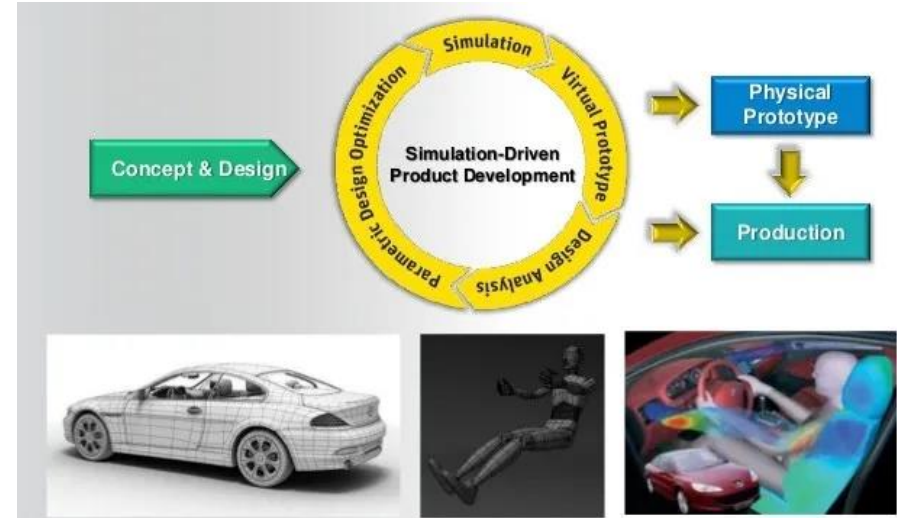 Concept & Design
Simulation
Virtual Prototype
Design Analysis
Parametric Design Optimization
Simulation-Driven
Product Development
Physical
Prototype
Production